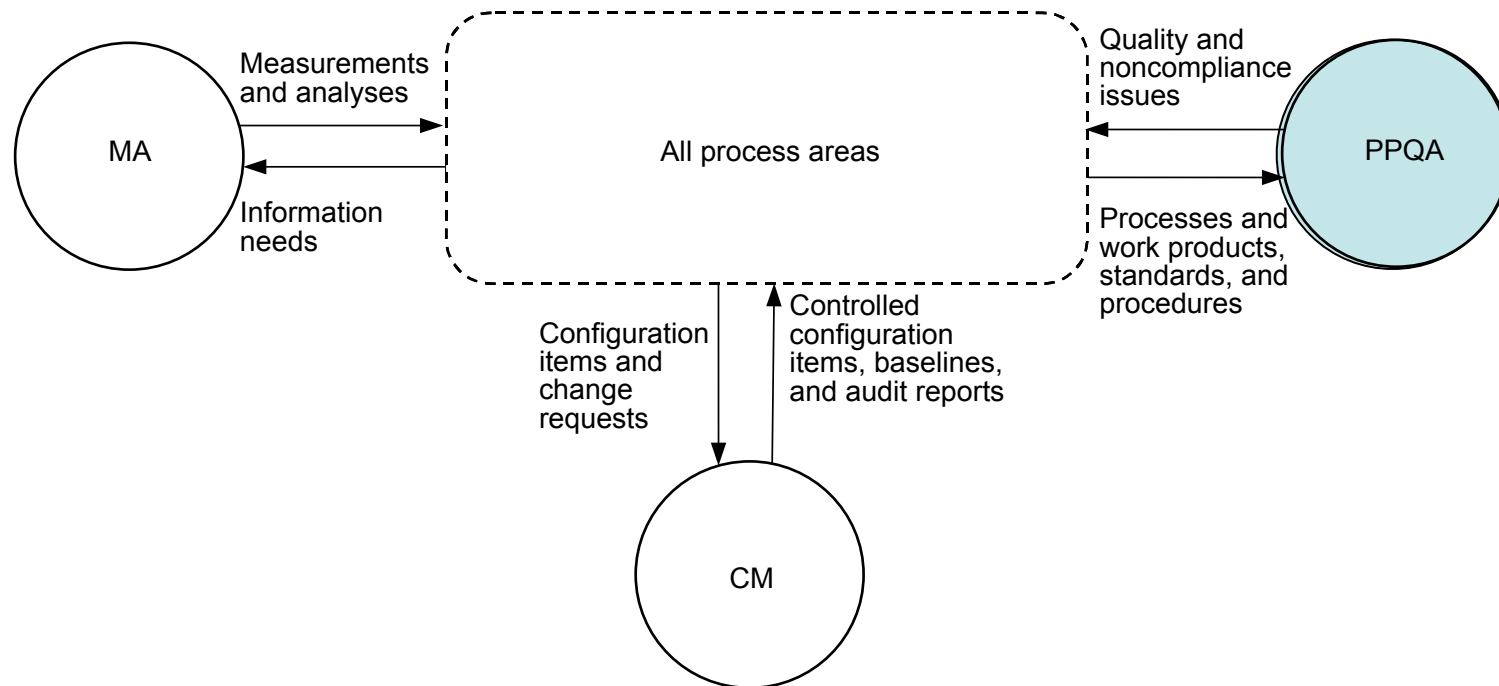 Measurements
and analyses
MA
Information
needs
All process areas
Quality and
noncompliance
issues
PPQA
Processes and
work products,
standards, and
procedures
Configuration
items and
change
requests
Controlled
configuration
items, baselines,
and audit reports
CM